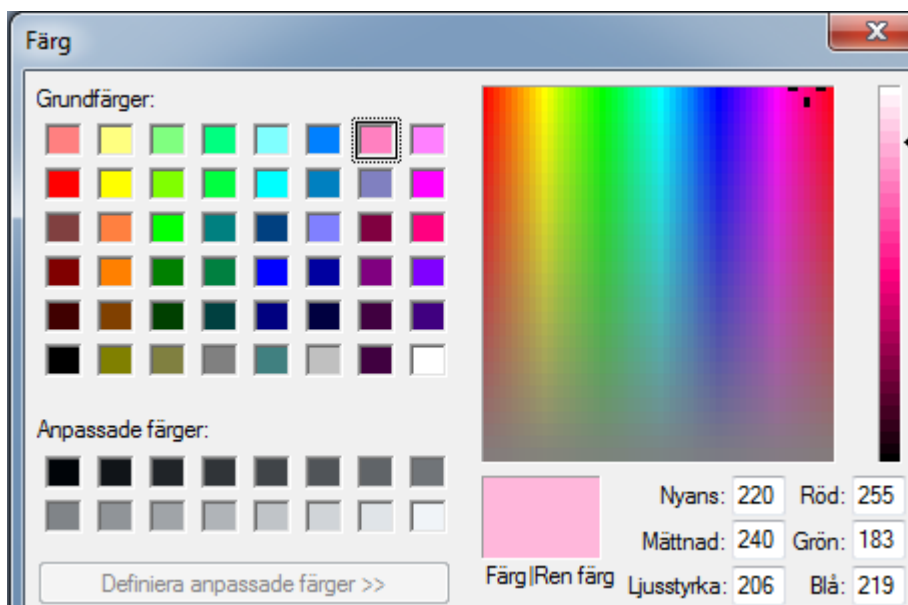 Färg
Grundfärger:
Anpassade färger:
Definiera anpassade färger >>
Färg|Ren färg
Nyans: 220 Röd: 255
Mättnad: 240 Grön: 183
Ljusstyrka: 206 Blå: 219